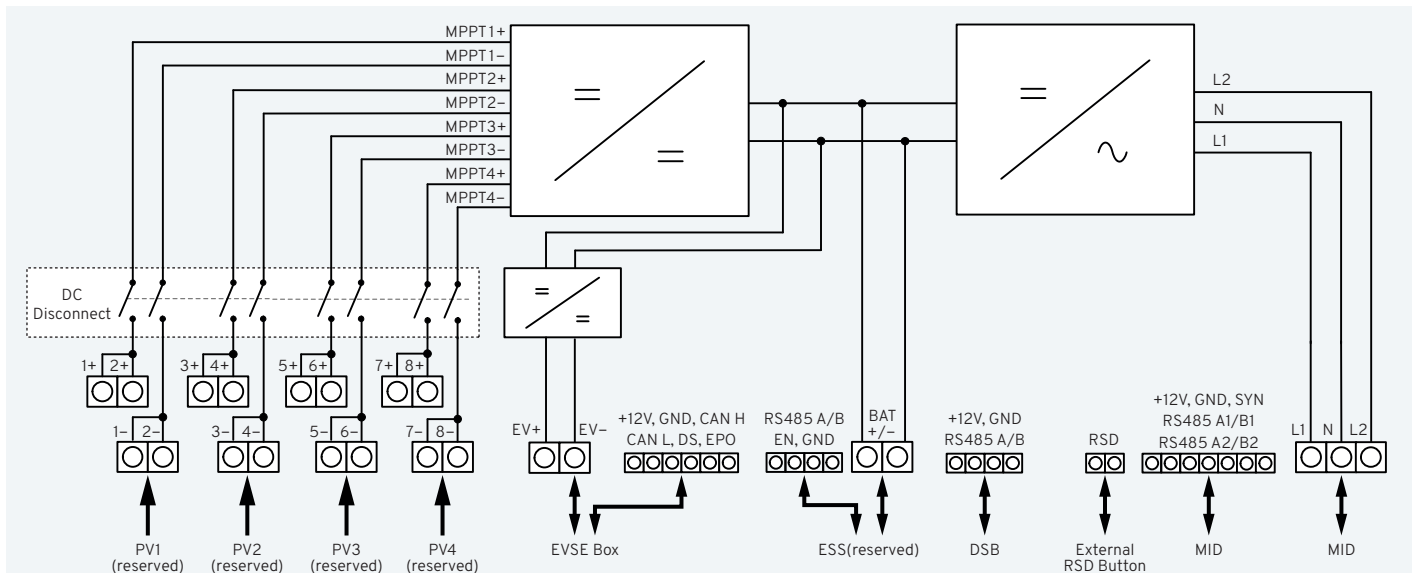 MPPT1+
MPPT1–
MPPT2+
MPPT2–
MPPT3+
MPPT3–
MPPT4+
MPPT4–
L2
N
L1
DC
Disconnect
1+ 2+
3+ 4+
5+ 6+
7+ 8+
1– 2–
3– 4–
5– 6–
7– 8–
EV+ EV–
+12V, GND, CAN H
CAN L, DS, EPO
RS485 A/B
EN, GND
BAT
+/–
+12V, GND
RS485 A/B
RSD
+12V, GND, SYN
RS485 A1/B1
RS485 A2/B2
L1 N L2
PV1
(reserved)
PV2
(reserved)
PV3
(reserved)
PV4
(reserved)
EVSE Box
ESS(reserved)
DSB
External
RSD Button
MID
MID